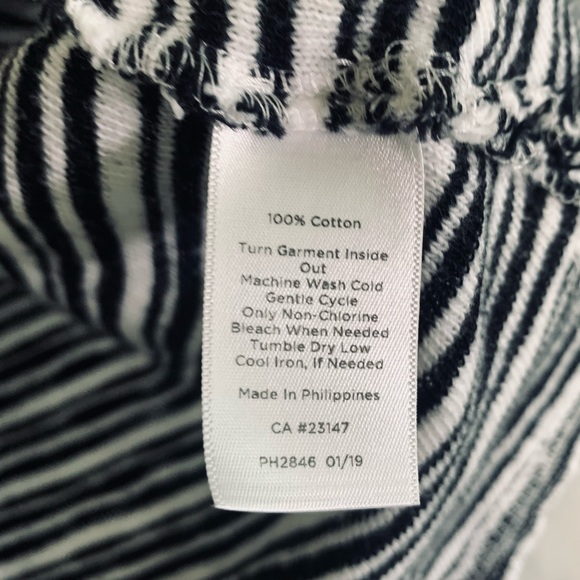 100% Cotton
Turn Garment Inside
Out
Machine Wash Cold
Gentle Cycle
Only Non-Chlorine
Bleach When Needed
Tumble Dry Low
Cool Iron, If Needed
Made In Philippines
CA #23147
PH2846 01/19